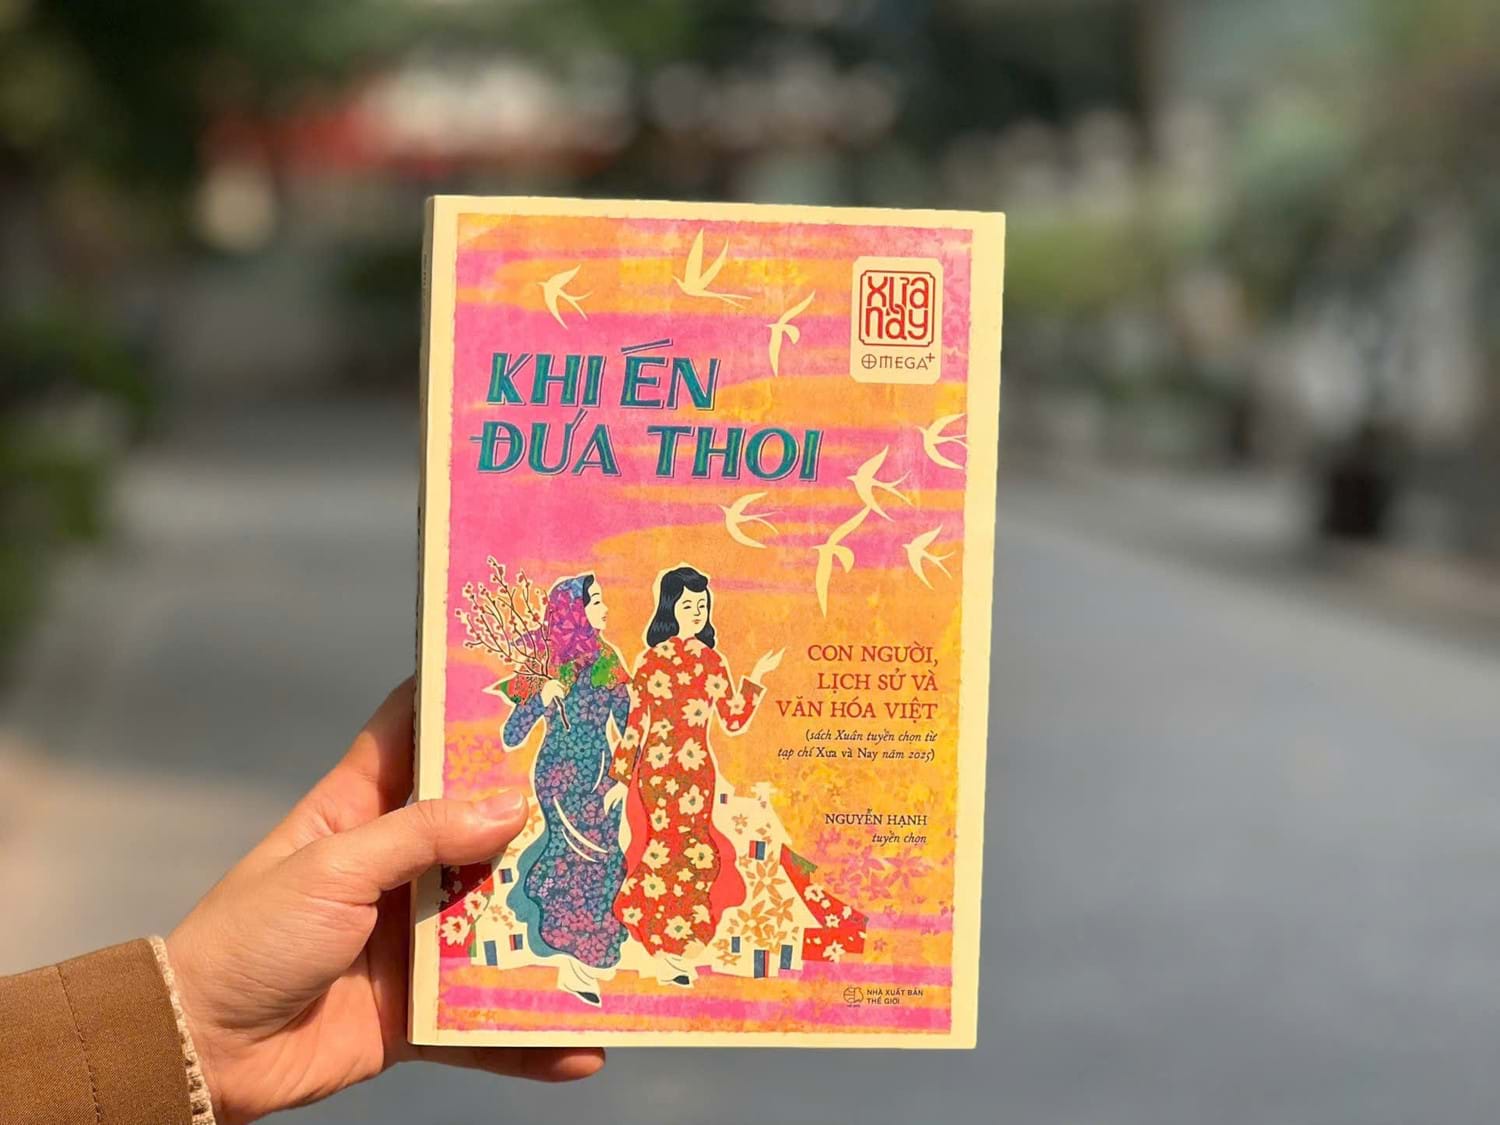 XƯA
NAY
OMEGA+
KHI ÉN
ĐƯA THOI
CON NGƯỜI,
LỊCH SỬ VÀ
VĂN HÓA VIỆT
(sách Xuân tuyển chọn từ
tạp chí Xưa và Nay năm 2025)
NGUYỄN HẠNH
tuyển chọn
NHÀ XUẤT BẢN
THẾ GIỚI